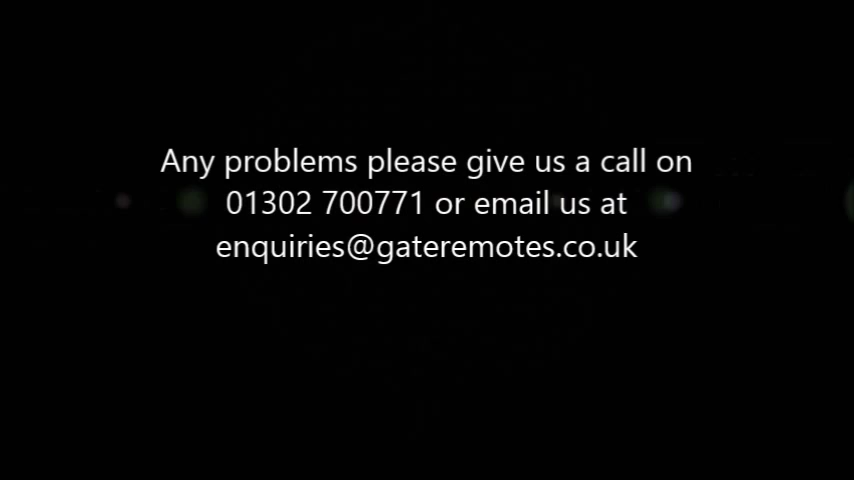 Any problems please give us a call on
01302 700771 or email us at
enquiries@gateremotes.co.uk